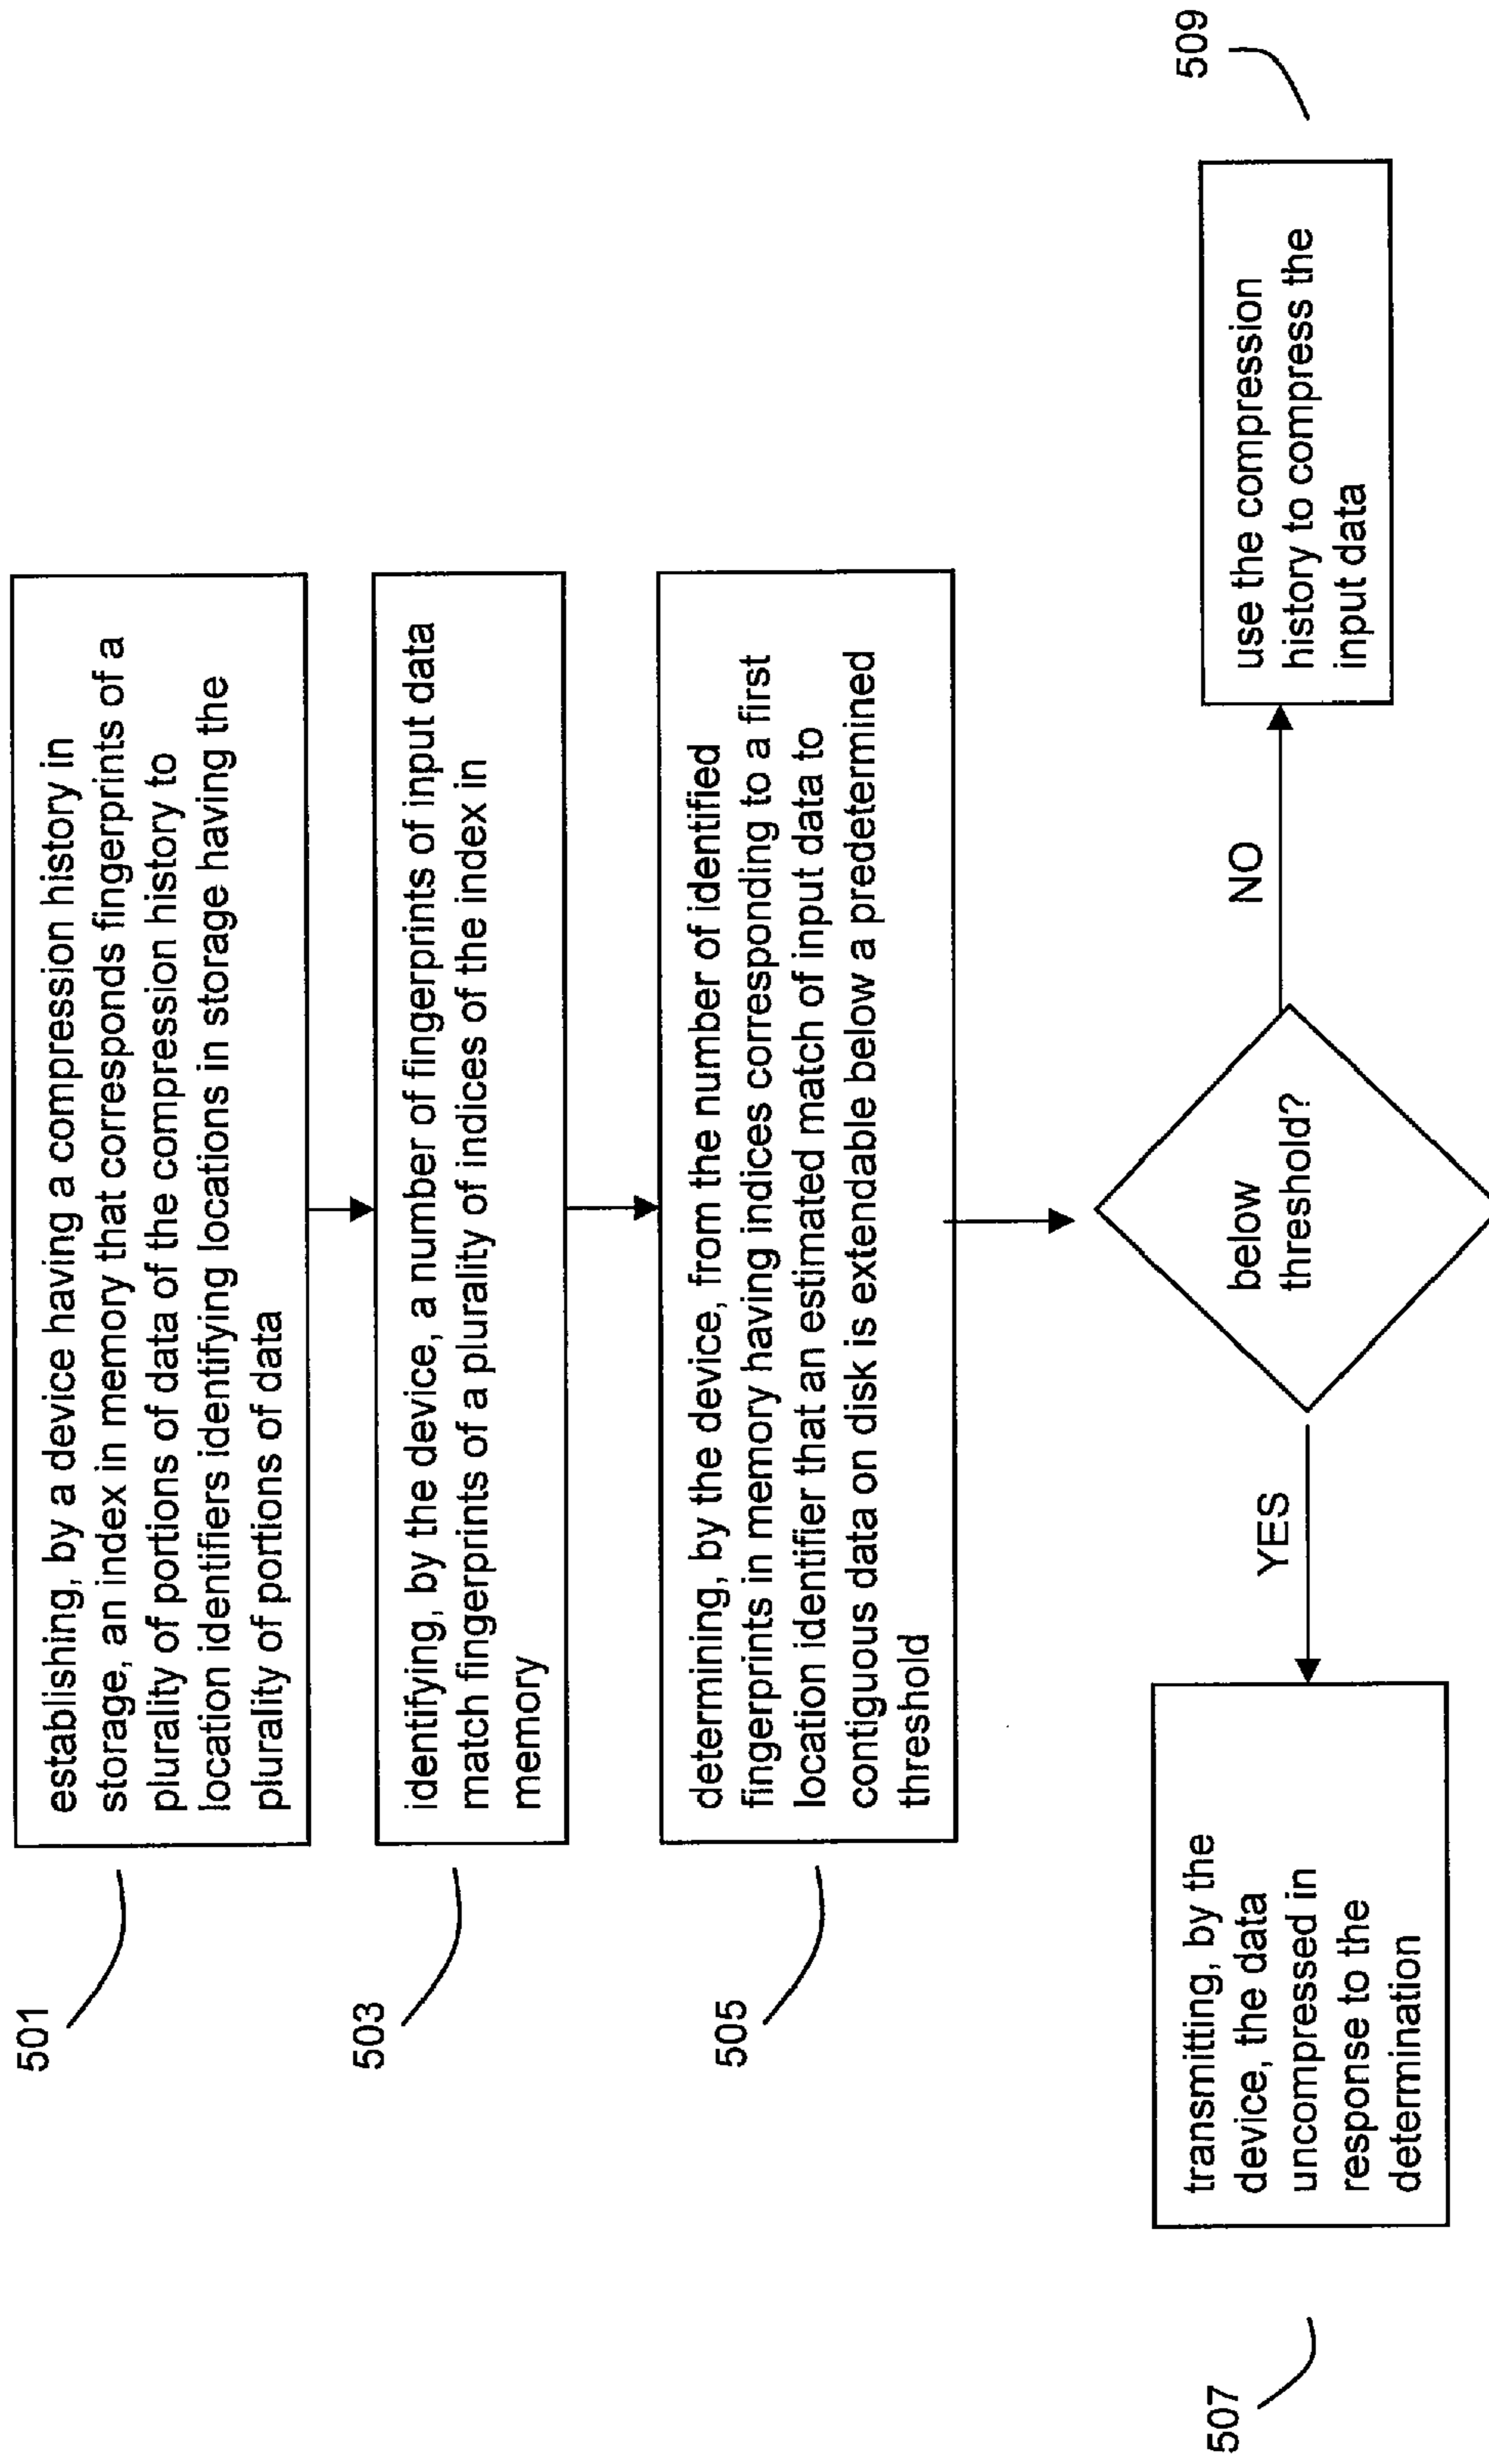 501
establishing, by a device having a compression history in
storage, an index in memory that corresponds fingerprints of a
plurality of portions of data of the compression history to
location identifiers identifying locations in storage having the
plurality of portions of data
503
identifying, by the device, a number of fingerprints of input data
match fingerprints of a plurality of indices of the index in
memory
505
determining, by the device, from the number of identified
fingerprints in memory having indices corresponding to a first
location identifier that an estimated match of input data to
contiguous data on disk is extendable below a predetermined
threshold
below
threshold?
YES
NO
507
transmitting, by the
device, the data
uncompressed in
response to the
determination
509
use the compression
history to compress the
input data